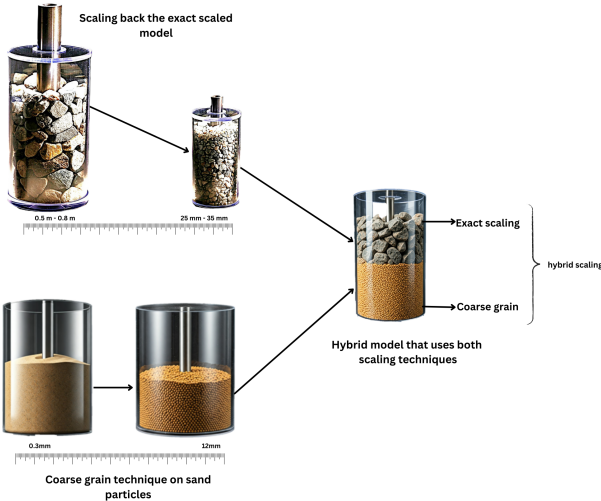 Scaling back the exact scaled
model
0.5 m - 0.8 m
25 mm - 35 mm
Exact scaling
hybrid scaling
Coarse grain
Hybrid model that uses both
scaling techniques
0.3mm
12mm
Coarse grain technique on sand
particles